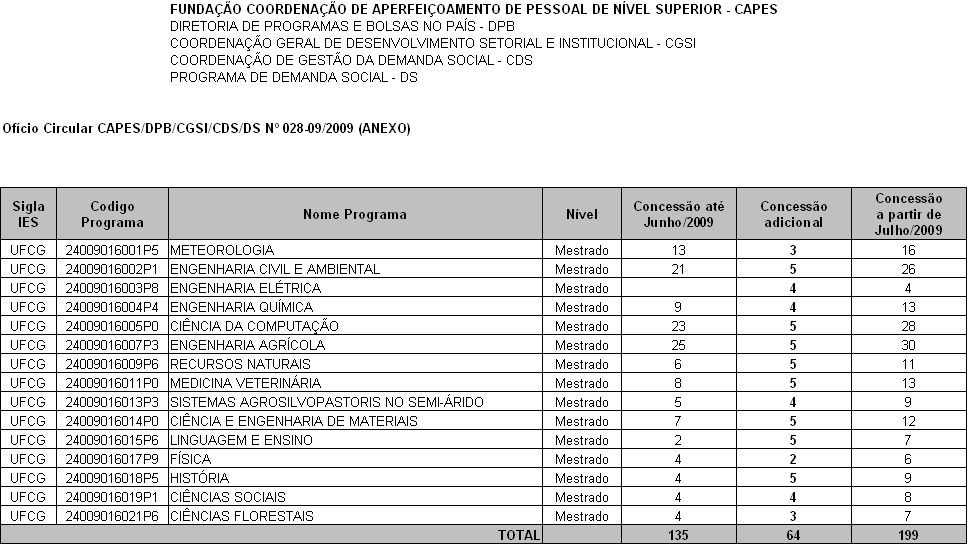 FUNDAÇÃO COORDENAÇÃO DE APERFEIÇOAMENTO DE PESSOAL DE NÍVEL SUPERIOR - CAPES
DIRETORIA DE PROGRAMAS E BOLSAS NO PAÍS - DPB
COORDENAÇÃO GERAL DE DESENVOLVIMENTO SETORIAL E INSTITUCIONAL - CGSI
COORDENAÇÃO DE GESTÃO DA DEMANDA SOCIAL - CDS
PROGRAMA DE DEMANDA SOCIAL - DS
Ofício Circular CAPES/DPB/CGSI/CDS/DS Nº 028-09/2009 (ANEXO)
Sigla IES Codigo Programa Nome Programa Nível Concessão até Junho/2009 Concessão adicional Concessão a partir de Julho/2009
UFCG 24009016001P5 METEOROLOGIA Mestrado 13 3 16
UFCG 24009016002P1 ENGENHARIA CIVIL E AMBIENTAL Mestrado 21 5 26
UFCG 24009016003P8 ENGENHARIA ELÉTRICA Mestrado 4 4
UFCG 24009016004P4 ENGENHARIA QUÍMICA Mestrado 9 4 13
UFCG 24009016005P0 CIÊNCIA DA COMPUTAÇÃO Mestrado 23 5 28
UFCG 24009016007P3 ENGENHARIA AGRÍCOLA Mestrado 25 5 30
UFCG 24009016009P6 RECURSOS NATURAIS Mestrado 6 5 11
UFCG 24009016011P0 MEDICINA VETERINÁRIA Mestrado 8 5 13
UFCG 24009016013P3 SISTEMAS AGROSILVOPASTORIS NO SEMI-ÁRIDO Mestrado 5 4 9
UFCG 24009016014P0 CIÊNCIA E ENGENHARIA DE MATERIAIS Mestrado 7 5 12
UFCG 24009016015P6 LINGUAGEM E ENSINO Mestrado 2 5 7
UFCG 24009016017P9 FÍSICA Mestrado 4 2 6
UFCG 24009016018P5 HISTÓRIA Mestrado 4 5 9
UFCG 24009016019P1 CIÊNCIAS SOCIAIS Mestrado 4 4 8
UFCG 24009016021P6 CIÊNCIAS FLORESTAIS Mestrado 4 3 7
TOTAL 135 64 199